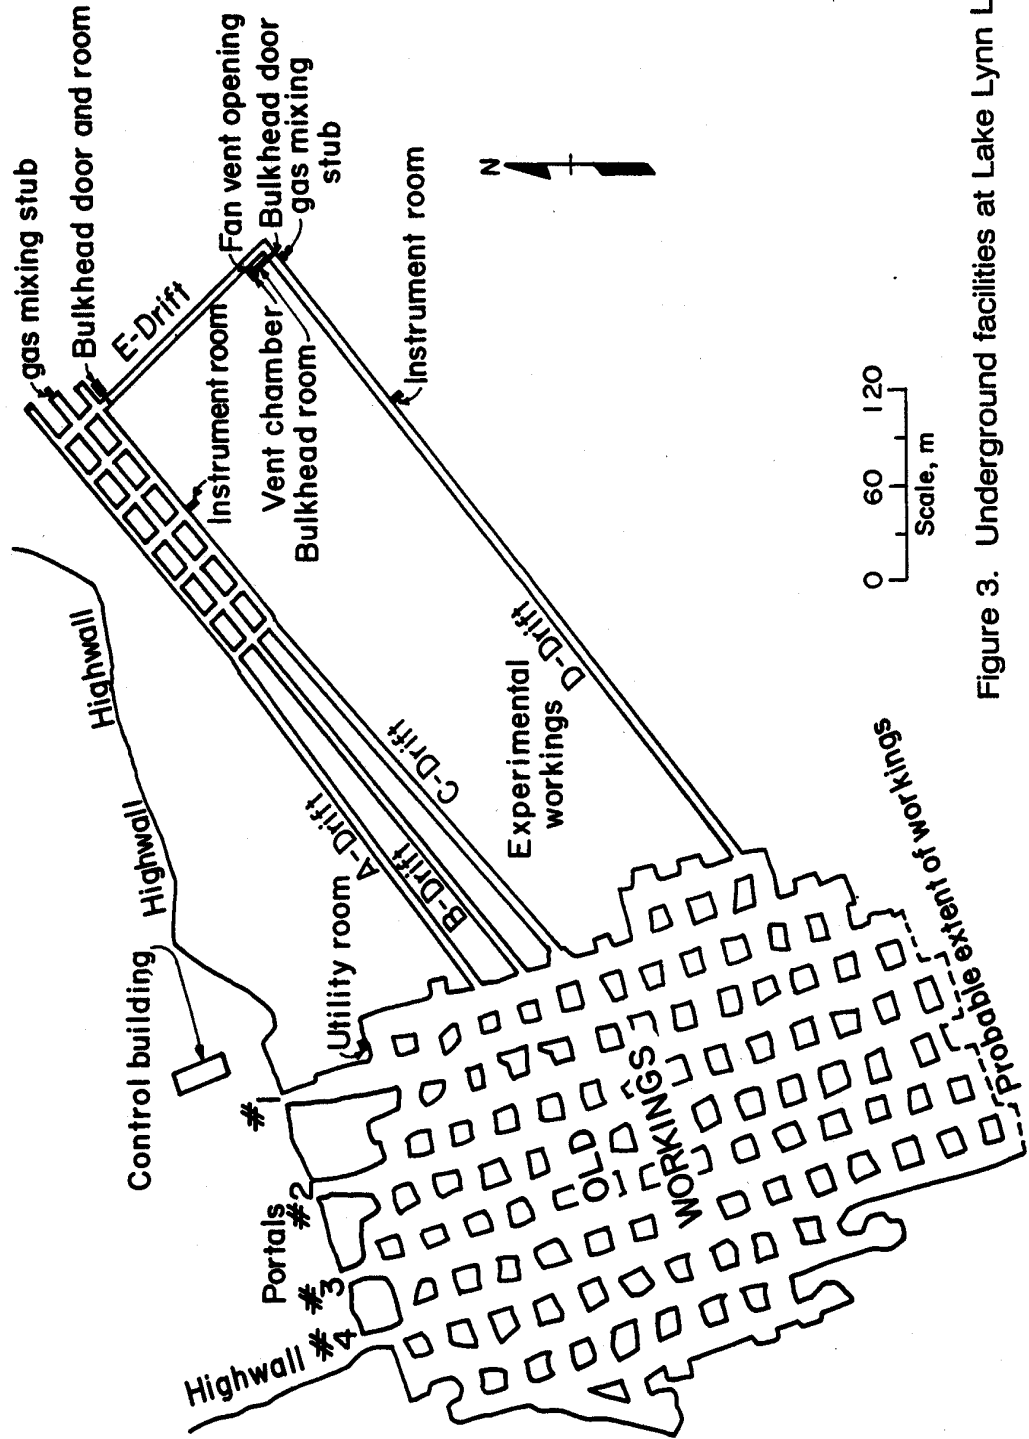 gas mixing stub
Bulkhead door and room
E-Drift
Fan vent opening
Bulkhead door
gas mixing
stub
Instrument room
Vent chamber
Bulkhead room
Instrument room
N
Highwall
Highwall
Control building
Utility room
A-Drift
B-Drift
C-Drift
Experimental
workings
D-Drift
#1
Portals
#2
#3
#4
Highwall
OLD
WORKINGS
Probable extent of workings
0 60 120
Scale, m
Figure 3. Underground facilities at Lake Lynn L